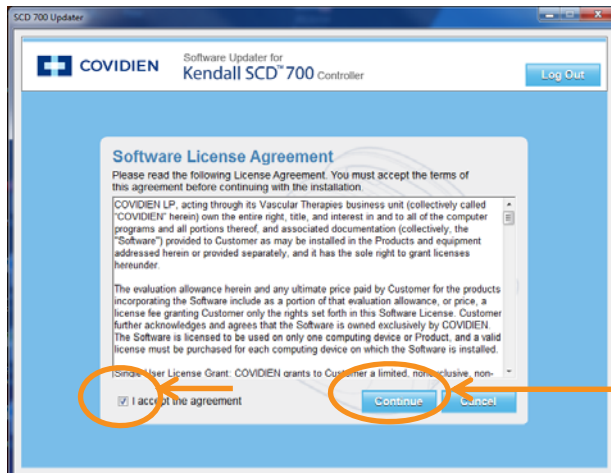 SCD 700 Updater
COVIDIEN
Software Updater for
Kendall SCD™ 700 Controller
Log Out
Software License Agreement
Please read the following License Agreement. You must accept the terms of
this agreement before continuing with the installation.
COVIDIEN LP, acting through its Vascular Therapies business unit (collectively called
"COVIDIEN" herein) own the entire right, title, and interest in and to all of the computer
programs and all portions thereof, and associated documentation (collectively, the
"Software") provided to Customer as may be installed in the Products and equipment
addressed herein or provided separately, and it has the sole right to grant licenses
hereunder.
The evaluation allowance herein and any ultimate price paid by Customer for the products
incorporating the Software include as a portion of that evaluation allowance, or price, a
license fee granting Customer only the rights set forth in this Software License. Customer
further acknowledges and agrees that the Software is owned exclusively by COVIDIEN.
The Software is licensed to be used on only one computing device or Product, and a valid
license must be purchased for each computing device on which the Software is installed.
Single User License Grant: COVIDIEN grants to Customer a limited, nonexclusive, non-
I accept the agreement
Continue
Cancel